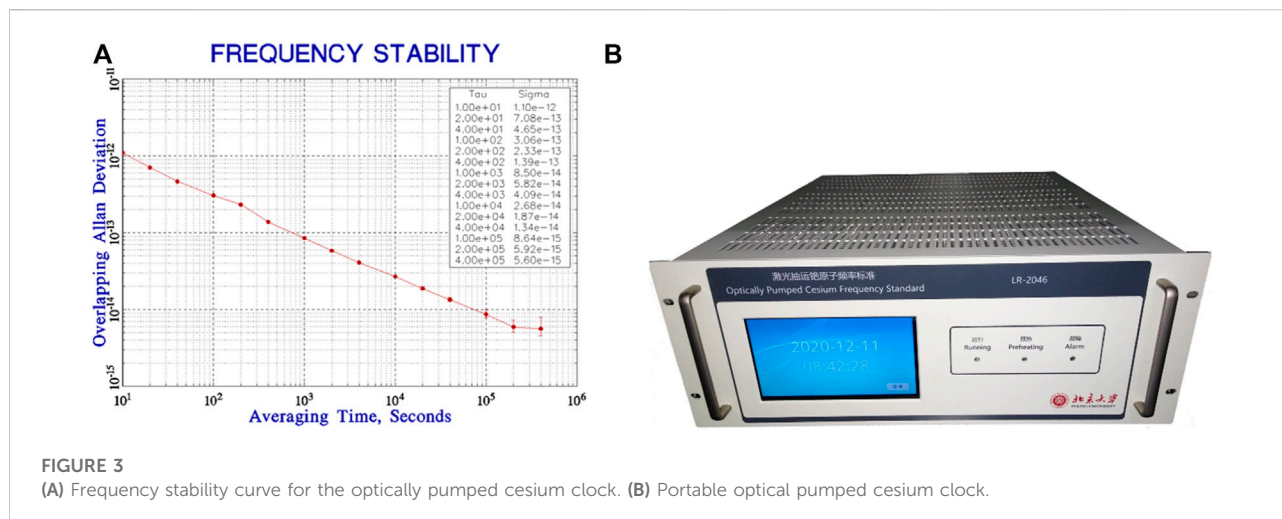 A
FREQUENCY STABILITY
Overlapping Allan Deviation
10-11
10-12
10-13
10-14
10-15
Tau Sigma
1.00e+01 1.10e-12
2.00e+01 7.08e-13
4.00e+01 4.65e-13
1.00e+02 3.06e-13
2.00e+02 2.33e-13
4.00e+02 1.39e-13
1.00e+03 8.50e-14
2.00e+03 5.82e-14
4.00e+03 4.09e-14
1.00e+04 2.68e-14
2.00e+04 1.87e-14
4.00e+04 1.34e-14
1.00e+05 8.64e-15
2.00e+05 5.92e-15
4.00e+05 5.60e-15
10¹ 10² 10³ 10⁴ 10⁵ 10⁶
Averaging Time, Seconds
B
激光抽运铯原子频率标准
Optically Pumped Cesium Frequency Standard
LR-2046
2020-12-11
08:42:28
Running Preheating Alarm
北京大学
PEKING UNIVERSITY
FIGURE 3
(A) Frequency stability curve for the optically pumped cesium clock. (B) Portable optical pumped cesium clock.